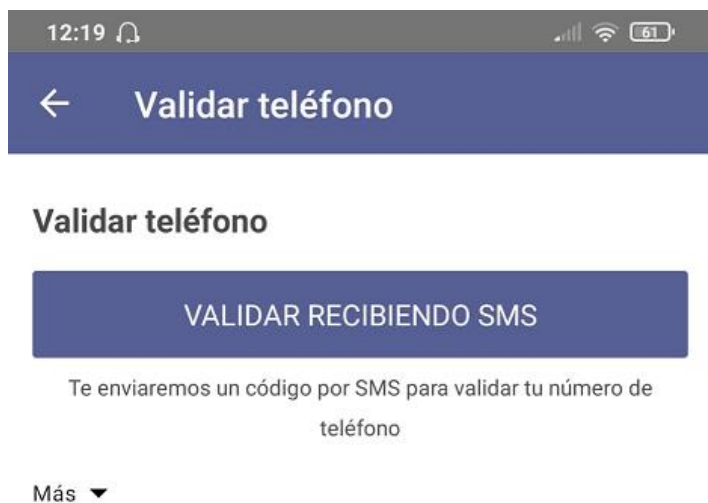 12:19 61
Validar teléfono
Validar teléfono
VALIDAR RECIBIENDO SMS
Te enviaremos un código por SMS para validar tu número de
teléfono
Más